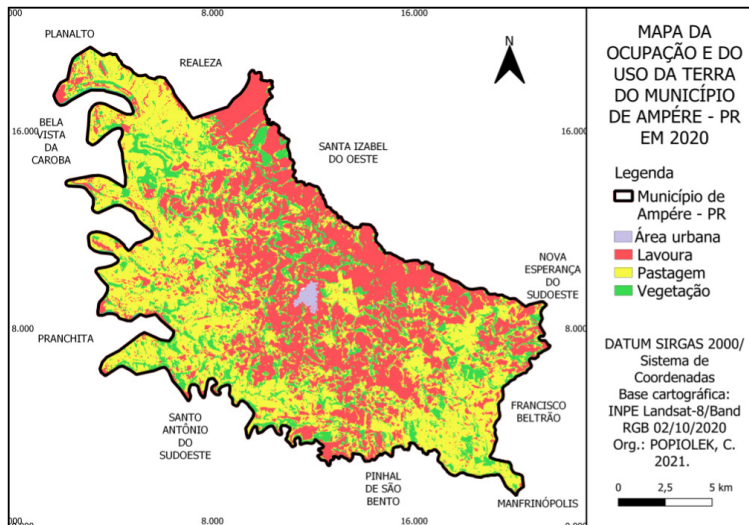 .000
8.000
16.000
PLANALTO
REALEZA
N
BELA
VISTA
DA
CAROBA
16.000
SANTA IZABEL
DO OESTE
16.000
NOVA
ESPERANÇA
DO
SUDOESTE
8.000
8.000
PRANCHITA
SANTO
ANTÔNIO
DO
SUDOESTE
FRANCISCO
BELTRÃO
PINHAL
DE SÃO
BENTO
MANFRINÓPOLIS
8.000
16.000
MAPA DA
OCUPAÇÃO E DO
USO DA TERRA
DO MUNICÍPIO
DE AMPÉRE - PR
EM 2020
Legenda
Município de
Ampére - PR
Área urbana
Lavoura
Pastagem
Vegetação
DATUM SIRGAS 2000/
Sistema de
Coordenadas
Base cartográfica:
INPE Landsat-8/Band
RGB 02/10/2020
Org.: POPIOLEK, C.
2021.
0 2,5 5 km